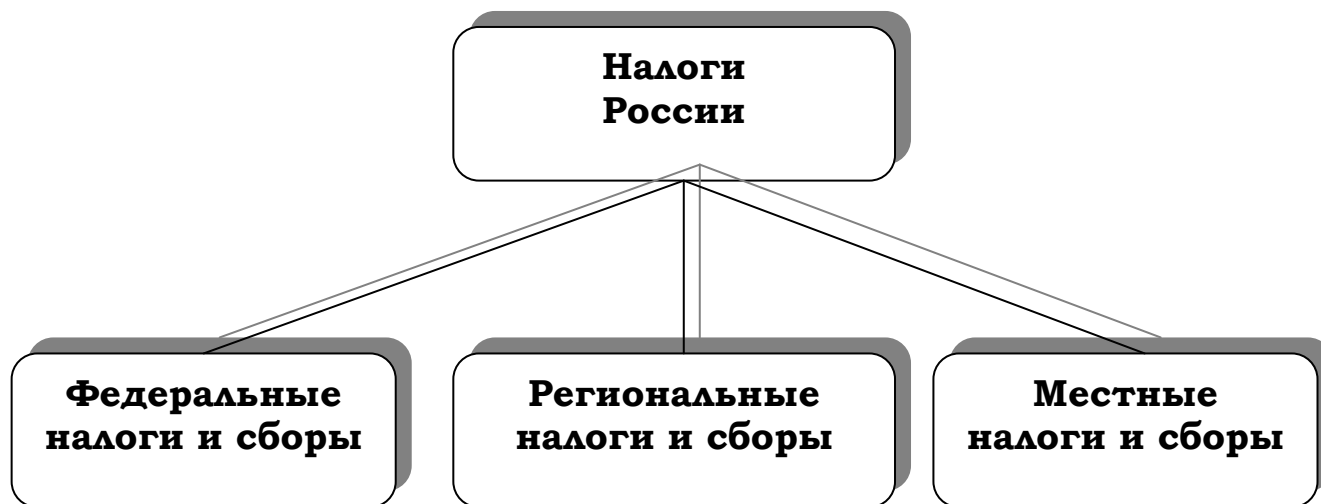 Налоги
России
Федеральные
налоги и сборы
Региональные
налоги и сборы
Местные
налоги и сборы